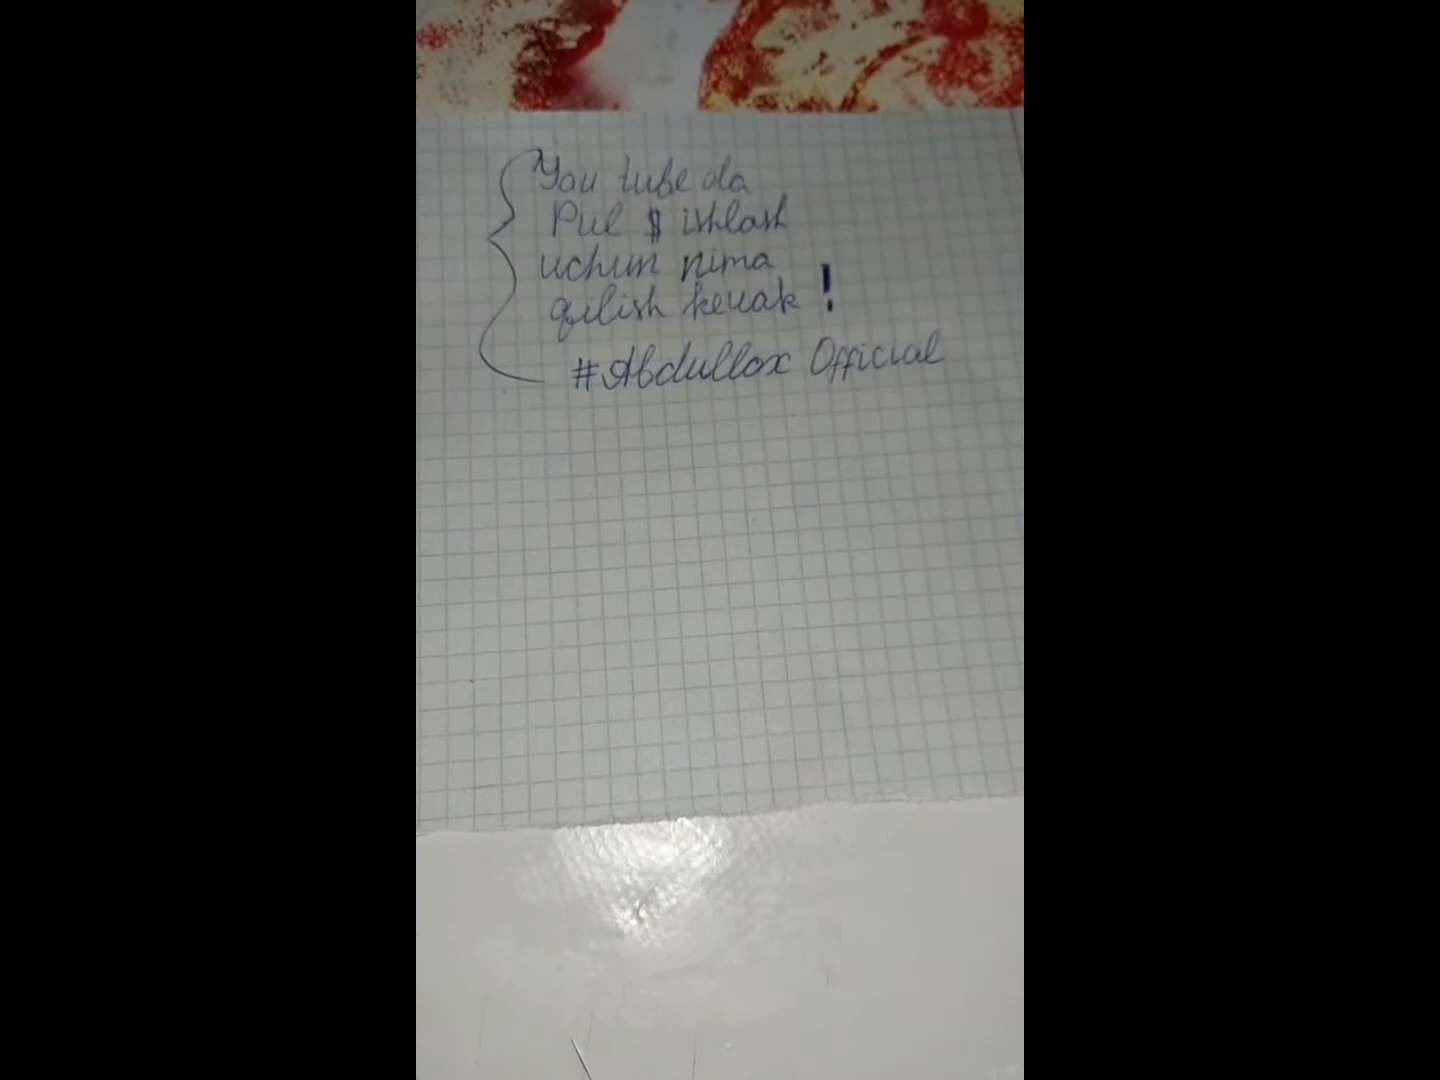 You tube da
Pul $ ishlash
uchun nima
qilish kerak !
#Abdullox Official